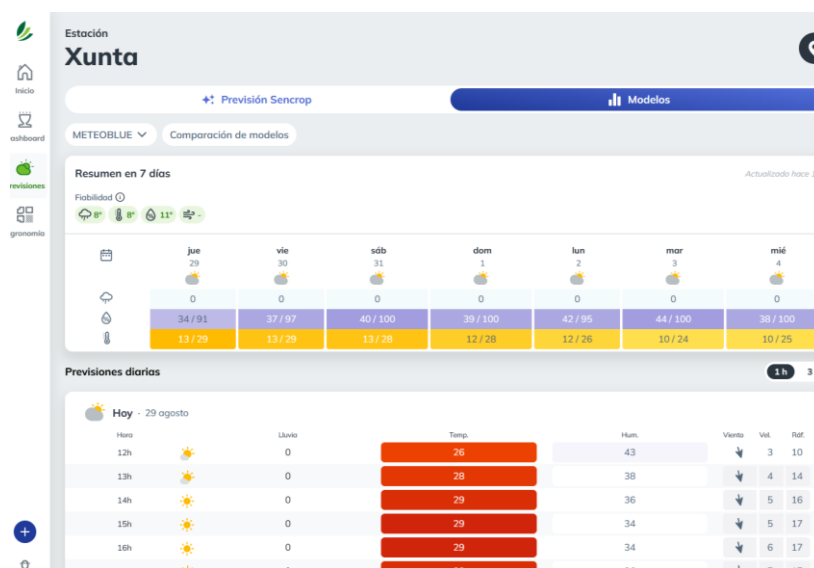 Estación
Xunta
Inicio
ashboard
revisiones
gronomía
Previsión Sencrop
Modelos
METEOBLUE
Comparación de modelos
Resumen en 7 días
Actualizado hace 1
Fiabilidad
8° 8° 11° -
jue vie sáb dom lun mar mié
29 30 31 1 2 3 4
0 0 0 0 0 0 0
34 / 91 37 / 97 40 / 100 39 / 100 42 / 95 44 / 100 38 / 100
13 / 29 13 / 29 13 / 28 12 / 28 12 / 26 10 / 24 10 / 25
Previsiones diarias
1 h 3
Hoy - 29 agosto
Hora Lluvia Temp. Hum. Viento Vel. Ráf.
12h 0 26 43 3 10
13h 0 28 38 4 14
14h 0 29 36 5 16
15h 0 29 34 5 17
16h 0 29 34 6 17